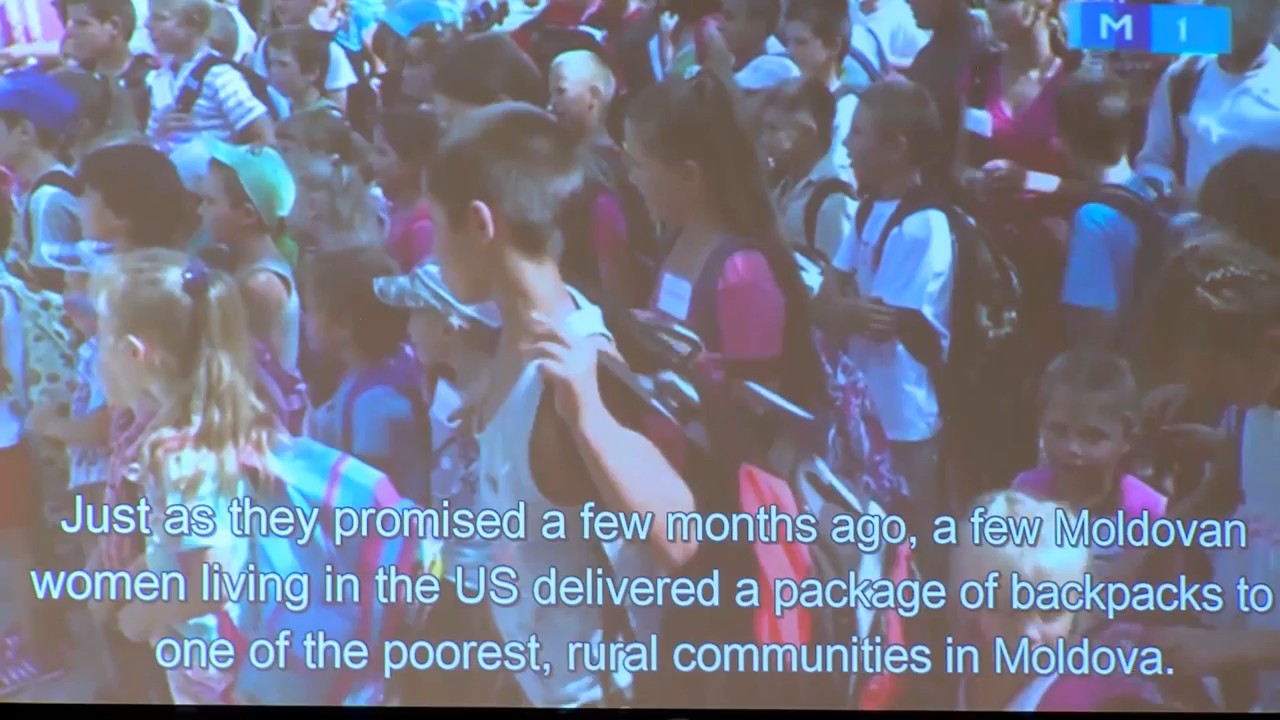 M 1
Just as they promised a few months ago, a few Moldovan
women living in the US delivered a package of backpacks to
one of the poorest, rural communities in Moldova.